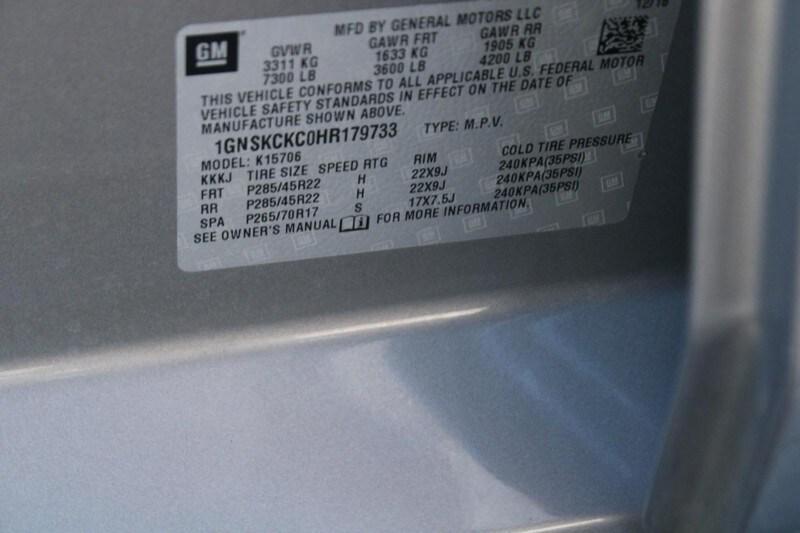 GM
MFD BY GENERAL MOTORS LLC 12/16
GVWR GAWR FRT GAWR RR
3311 KG 1633 KG 1905 KG
7300 LB 3600 LB 4200 LB
THIS VEHICLE CONFORMS TO ALL APPLICABLE U.S. FEDERAL MOTOR
VEHICLE SAFETY STANDARDS IN EFFECT ON THE DATE OF
MANUFACTURE SHOWN ABOVE.
1GNSKCKC0HR179733 TYPE: M.P.V.
MODEL: K15706
KKKJ TIRE SIZE SPEED RTG RIM COLD TIRE PRESSURE
FRT P285/45R22 H 22X9J 240KPA(35PSI)
RR P285/45R22 H 22X9J 240KPA(35PSI)
SPA P265/70R17 S 17X7.5J 240KPA(35PSI)
SEE OWNER'S MANUAL FOR MORE INFORMATION.